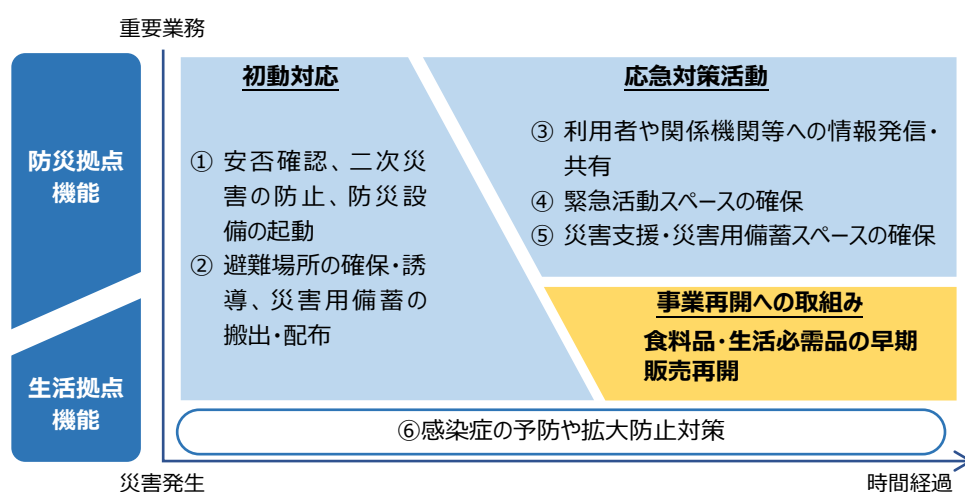 重要業務
防災拠点
機能
生活拠点
機能
初動対応
① 安否確認、二次災
害の防止、防災設
備の起動
② 避難場所の確保・誘
導、災害用備蓄の
搬出・配布
応急対策活動
③ 利用者や関係機関等への情報発信・
共有
④ 緊急活動スペースの確保
⑤ 災害支援・災害用備蓄スペースの確保
事業再開への取組み
食料品・生活必需品の早期
販売再開
⑥感染症の予防や拡大防止対策
災害発生
時間経過